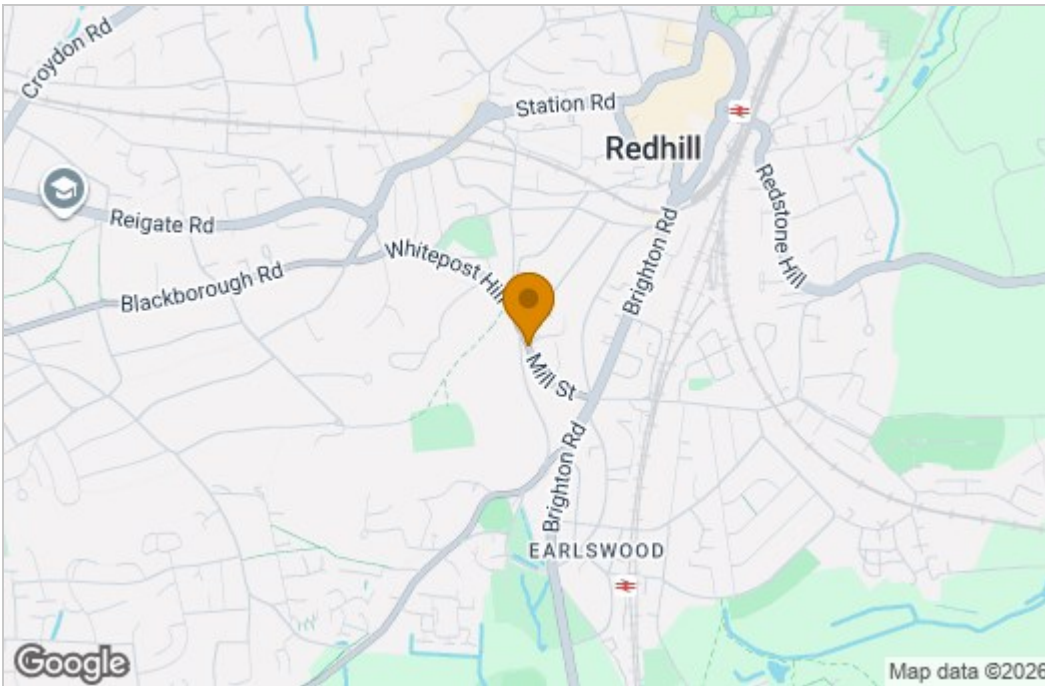 Croydon Rd
Station Rd
Redhill
Reigate Rd
Whitepost Hill
Blackborough Rd
Brighton Rd
Redstone Hill
Mill St
Brighton Rd
EARLSWOOD
Google
Map data ©2026